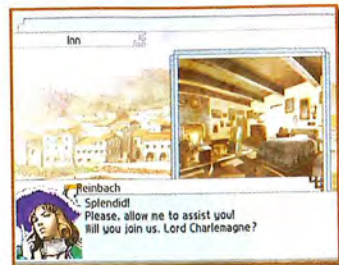 Inn
Reinbach
Splendid!
Please, allow me to assist you!
Will you join us, Lord Charlemagne?